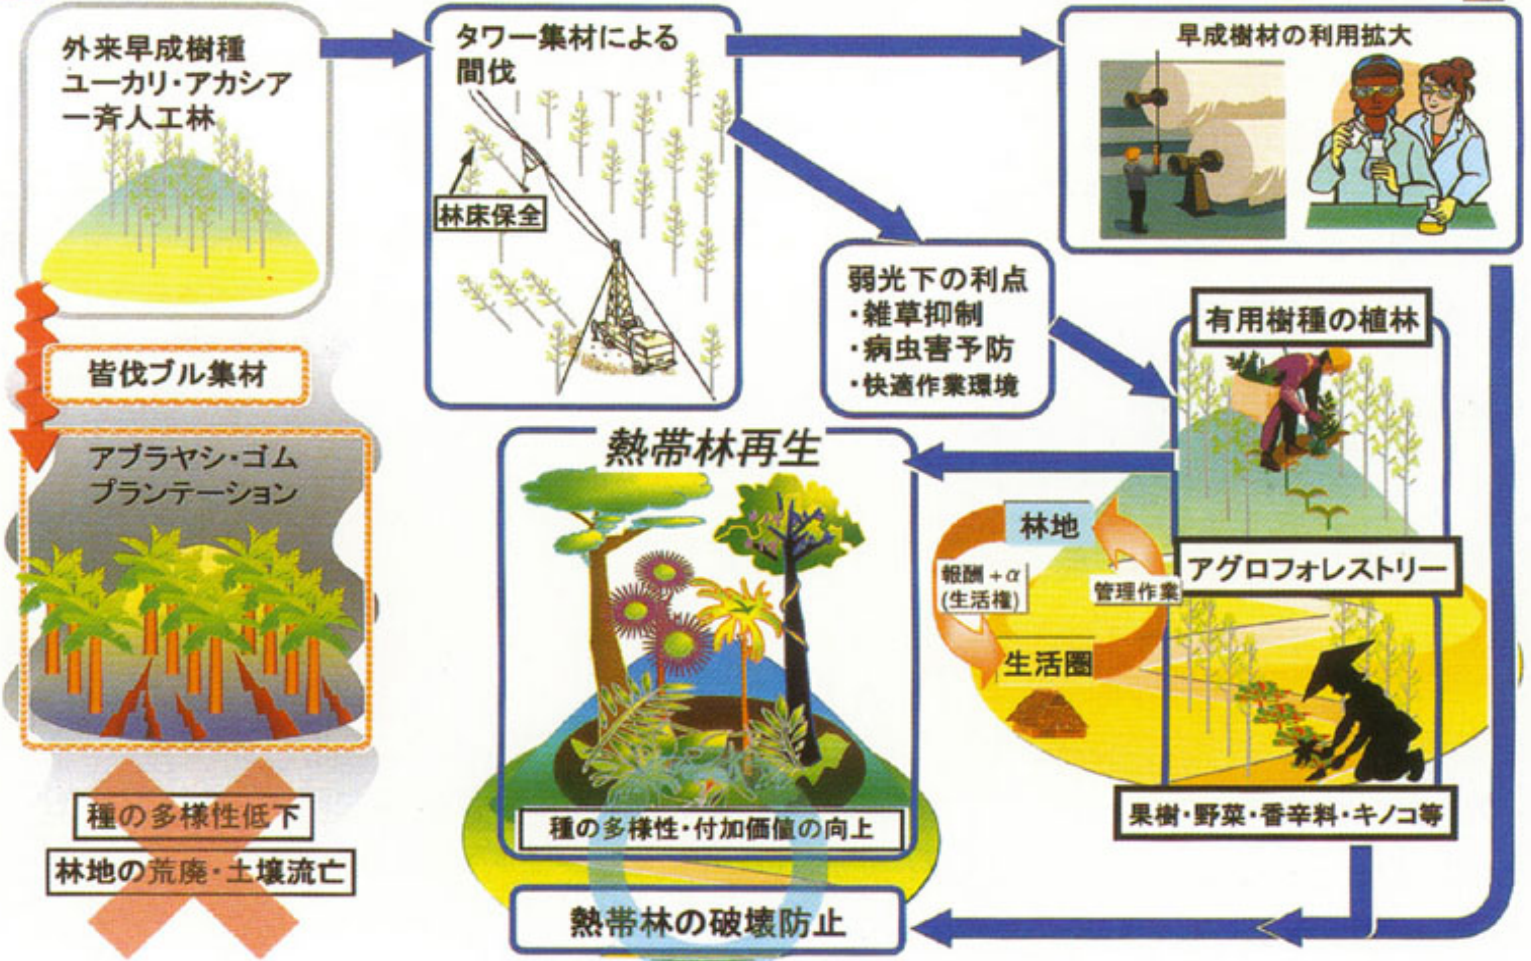 外来早成樹種
ユーカリ・アカシア
一斉人工林
タワー集材による
間伐
林床保全
早成樹材の利用拡大
弱光下の利点
・雑草抑制
・病虫害予防
・快適作業環境
有用樹種の植林
皆伐ブル集材
アブラヤシ・ゴム
プランテーション
種の多様性低下
林地の荒廃・土壌流亡
熱帯林再生
種の多様性・付加価値の向上
熱帯林の破壊防止
林地
報酬+α
(生活権)
管理作業
生活圏
アグロフォレストリー
果樹・野菜・香辛料・キノコ等